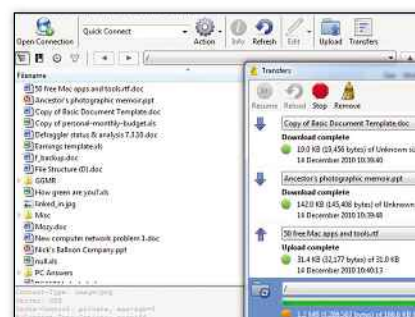 Open Connection
Quick Connect
Action
Info
Refresh
Edit
Upload
Transfers
/
Filename
50 free Mac apps and tools.rtf.doc
Ancestor's photographic memoir.ppt
Copy of Basic Document Template.doc
Copy of personal-monthly-budget.xls
Defraggler status & analysis 7.3.10.doc
Earnings template.xls
f_backup.doc
File Structure (D).doc
GGMR
How green are you?.xls
linked_in.jpg
Misc
Mozy.doc
New computer network problem 1.doc
Nick's Balloon Company.ppt
null.xls
PC Answers
Transfers
Resume
Reload
Stop
Remove
Copy of Basic Document Template.doc
Download complete
19.0 KB (19,456 bytes) of Unknown si
14 December 2010 10:39:40
Ancestor's photographic memoir.ppt
Download complete
142.0 KB (145,408 bytes) of Unknown
14 December 2010 10:39:48
50 free Mac apps and tools.rtf
Upload complete
31.4 KB (32,177 bytes) of 31.0 KB
14 December 2010 10:40:13
/